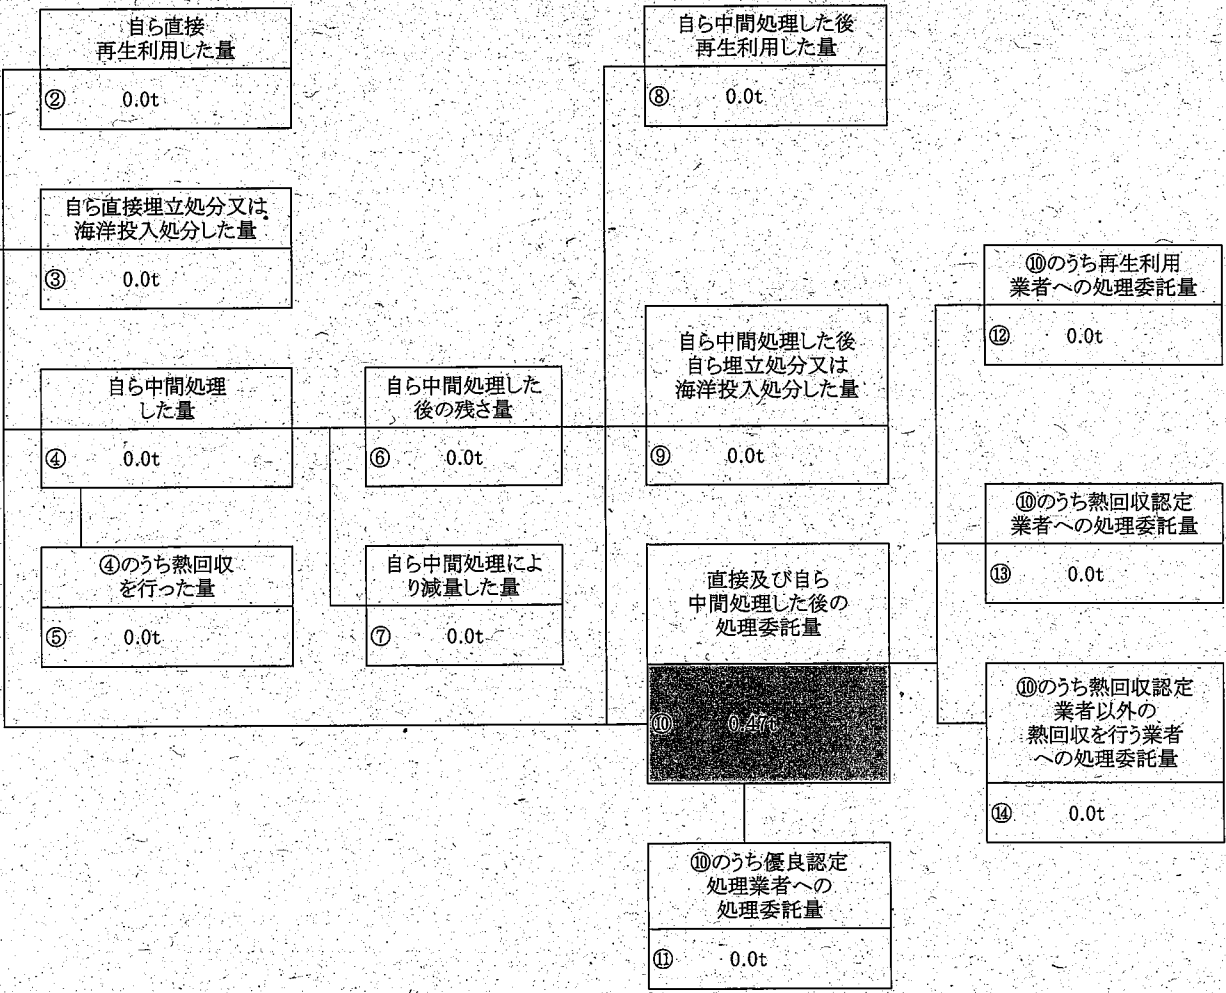 自ら直接
再生利用した量
② 0.0t
自ら直接埋立処分又は
海洋投入処分した量
③ 0.0t
自ら中間処理
した量
④ 0.0t
④のうち熱回収
を行った量
⑤ 0.0t
自ら中間処理した
後の残さ量
⑥ 0.0t
自ら中間処理によ
り減量した量
⑦ 0.0t
自ら中間処理した後
再生利用した量
⑧ 0.0t
自ら中間処理した後
自ら埋立処分又は
海洋投入処分した量
⑨ 0.0t
直接及び自ら
中間処理した後の
処理委託量
⑩ 0.47t
⑩のうち優良認定
処理業者への
処理委託量
⑪ 0.0t
⑩のうち再生利用
業者への処理委託量
⑫ 0.0t
⑩のうち熱回収認定
業者への処理委託量
⑬ 0.0t
⑩のうち熱回収認定
業者以外の
熱回収を行う業者
への処理委託量
⑭ 0.0t